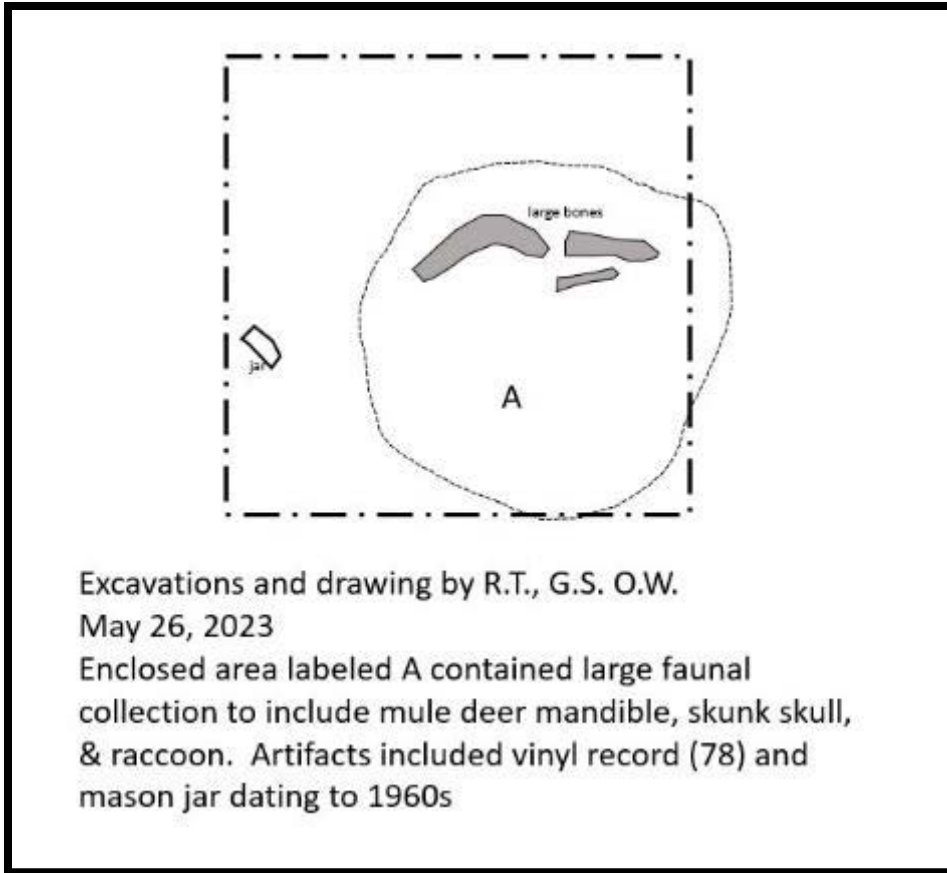 large bones
jar
A
Excavations and drawing by R.T., G.S. O.W.
May 26, 2023
Enclosed area labeled A contained large faunal
collection to include mule deer mandible, skunk skull,
& raccoon.  Artifacts included vinyl record (78) and
mason jar dating to 1960s